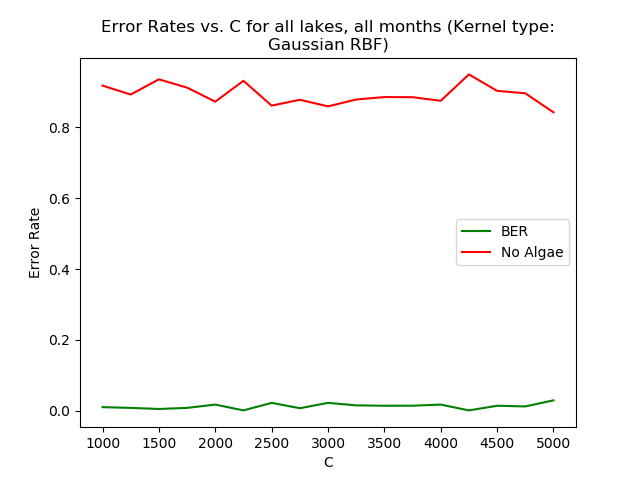 Error Rates vs. C for all lakes, all months (Kernel type:
Gaussian RBF)
Error Rate
0.8
0.6
0.4
0.2
0.0
BER
No Algae
1000 1500 2000 2500 3000 3500 4000 4500 5000
C